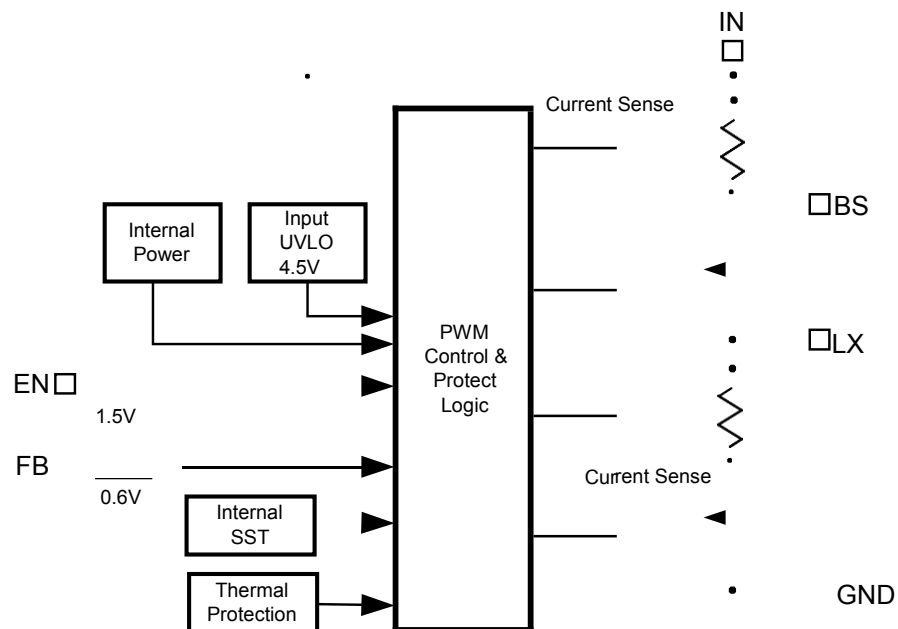 IN
Current Sense
BS
Internal
Power
Input
UVLO
4.5V
PWM
Control &
Protect
Logic
LX
EN
1.5V
FB
0.6V
Current Sense
Internal
SST
Thermal
Protection
GND